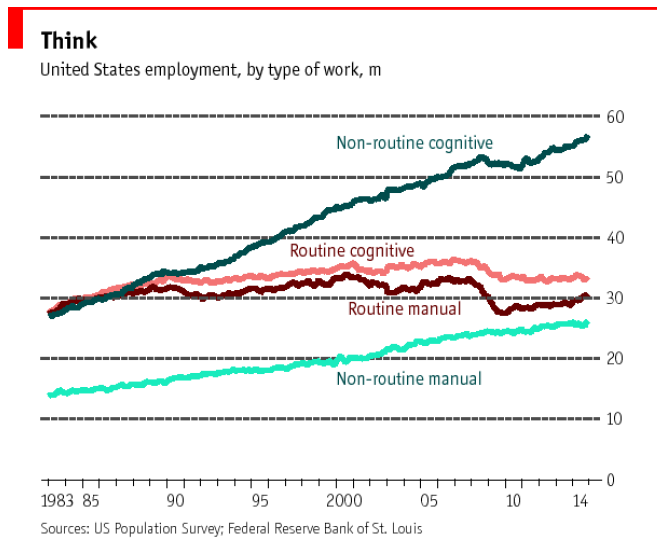 Think
United States employment, by type of work, m
60
Non-routine cognitive
50
40
Routine cognitive
30
Routine manual
20
Non-routine manual
10
0
1983 85 90 95 2000 05 10 14
Sources: US Population Survey; Federal Reserve Bank of St. Louis